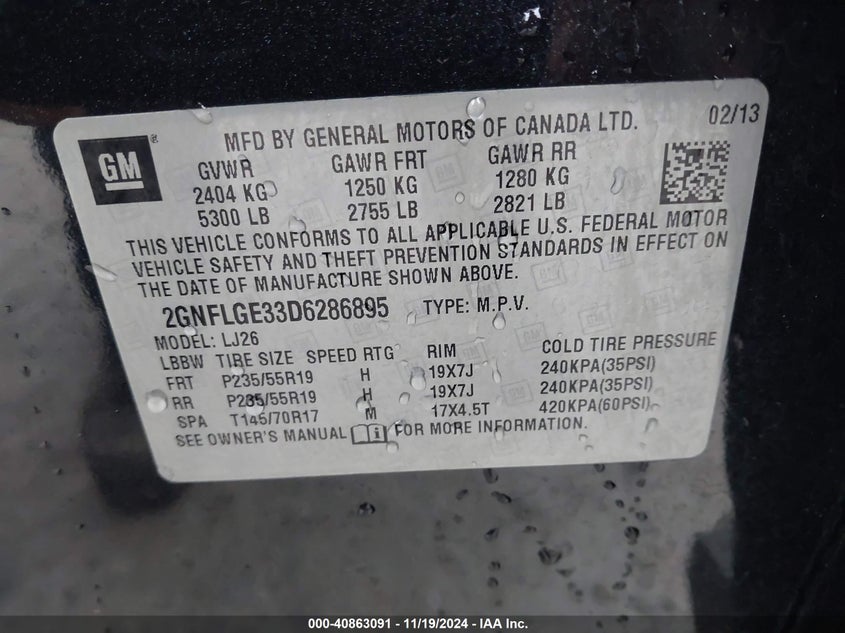 MFD BY GENERAL MOTORS OF CANADA LTD. 02/13
GM®
GVWR GAWR FRT GAWR RR
2404 KG 1250 KG 1280 KG
5300 LB 2755 LB 2821 LB
THIS VEHICLE CONFORMS TO ALL APPLICABLE U.S. FEDERAL MOTOR
VEHICLE SAFETY AND THEFT PREVENTION STANDARDS IN EFFECT ON
THE DATE OF MANUFACTURE SHOWN ABOVE.
2GNFLGE33D6286895 TYPE: M.P.V.
MODEL: LJ26
LBBW TIRE SIZE SPEED RTG RIM COLD TIRE PRESSURE
FRT P235/55R19 H 19X7J 240KPA(35PSI)
RR P235/55R19 H 19X7J 240KPA(35PSI)
SPA T145/70R17 M 17X4.5T 420KPA(60PSI)
SEE OWNER'S MANUAL FOR MORE INFORMATION.
000-40863091 - 11/19/2024 - IAA Inc.